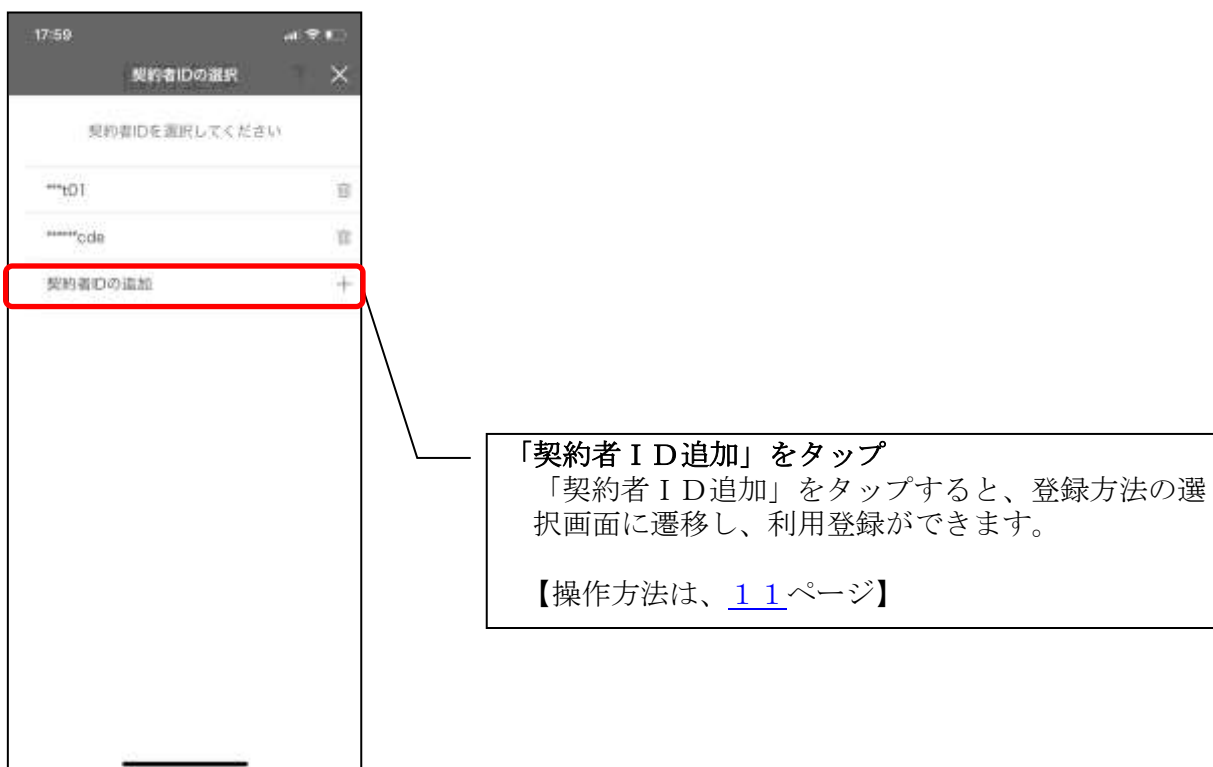 17:59
契約者IDの選択
契約者IDを選択してください
***t01
******cde
契約者IDの追加
「契約者ＩＤ追加」をタップ
「契約者ＩＤ追加」をタップすると、登録方法の選
択画面に遷移し、利用登録ができます。
【操作方法は、１１ページ】